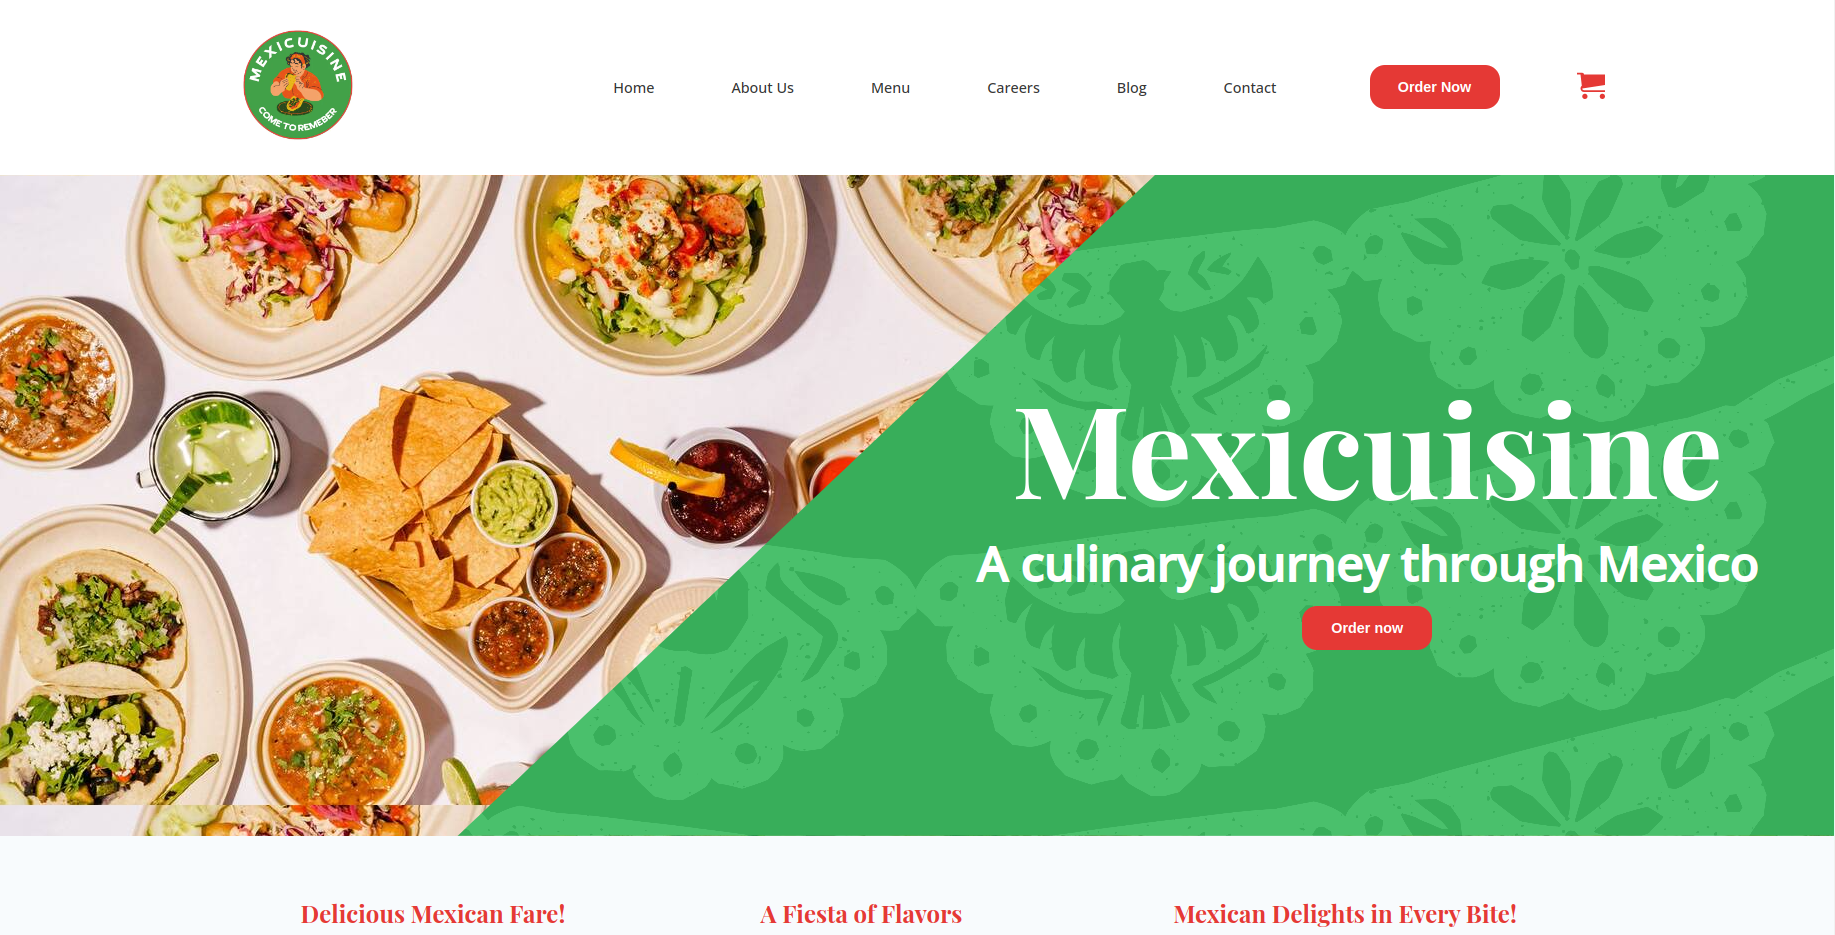 MEXICUISINE
COME TO REMEBER
Home
About Us
Menu
Careers
Blog
Contact
Order Now
Mexicuisine
A culinary journey through Mexico
Order now
Delicious Mexican Fare!
A Fiesta of Flavors
Mexican Delights in Every Bite!